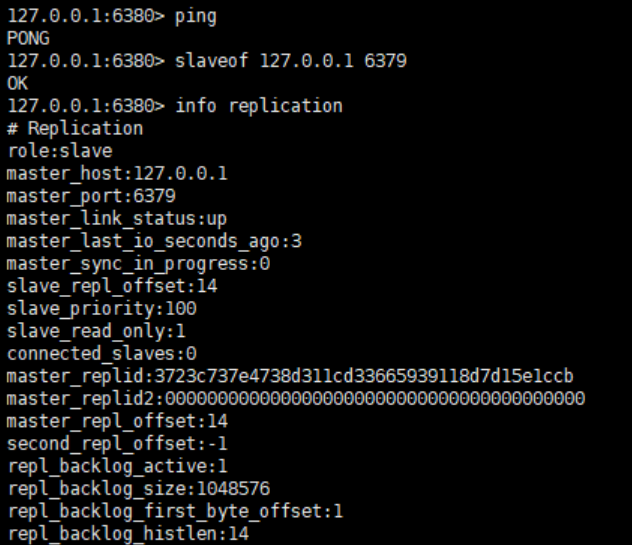 127.0.0.1:6380> ping
PONG
127.0.0.1:6380> slaveof 127.0.0.1 6379
OK
127.0.0.1:6380> info replication
# Replication
role:slave
master_host:127.0.0.1
master_port:6379
master_link_status:up
master_last_io_seconds_ago:3
master_sync_in_progress:0
slave_repl_offset:14
slave_priority:100
slave_read_only:1
connected_slaves:0
master_replid:3723c737e4738d311cd33665939118d7d15e1ccb
master_replid2:0000000000000000000000000000000000000000
master_repl_offset:14
second_repl_offset:-1
repl_backlog_active:1
repl_backlog_size:1048576
repl_backlog_first_byte_offset:1
repl_backlog_histlen:14